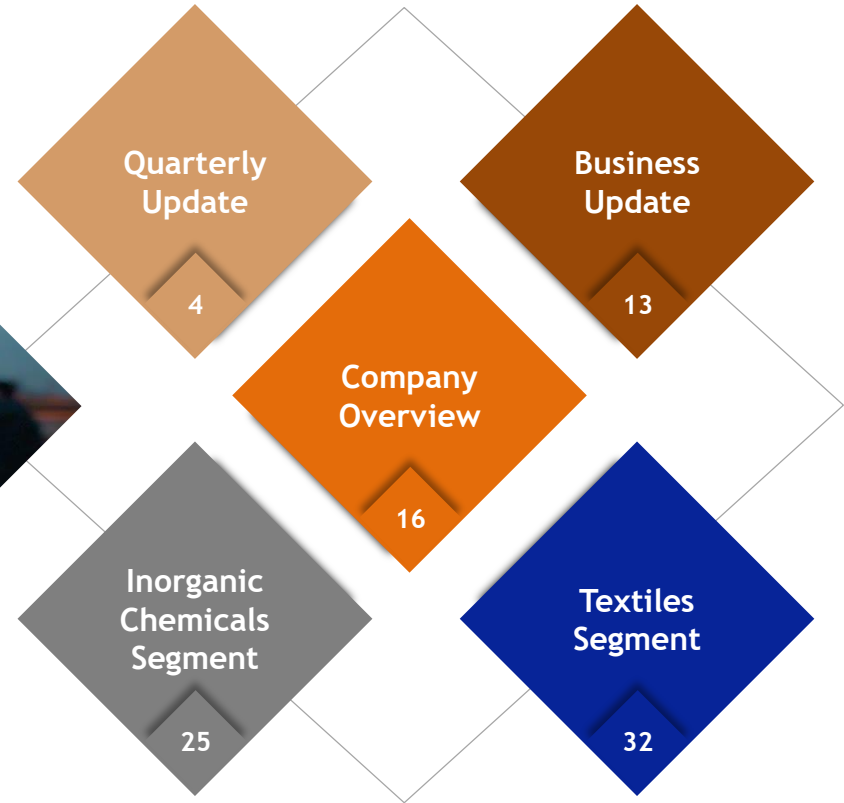 Quarterly
Update
4
Business
Update
13
Company
Overview
16
Inorganic
Chemicals
Segment
25
Textiles
Segment
32